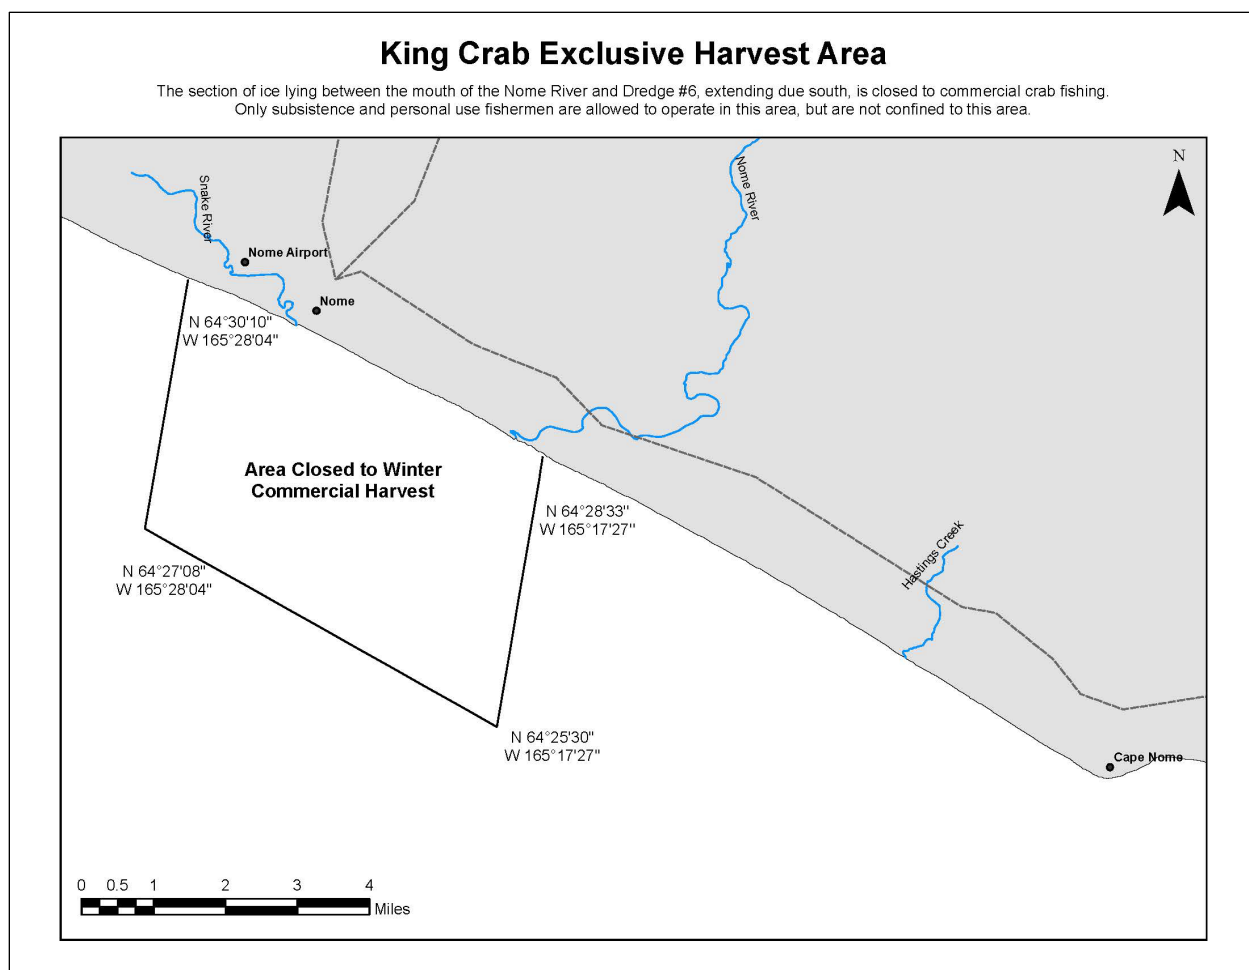 King Crab Exclusive Harvest Area
The section of ice lying between the mouth of the Nome River and Dredge #6, extending due south, is closed to commercial crab fishing.
Only subsistence and personal use fishermen are allowed to operate in this area, but are not confined to this area.
N
Snake River
Nome River
Nome Airport
Nome
N 64°30'10"
W 165°28'04"
Area Closed to Winter
Commercial Harvest
N 64°28'33"
W 165°17'27"
Hastings Creek
N 64°27'08"
W 165°28'04"
N 64°25'30"
W 165°17'27"
Cape Nome
0 0.5 1 2 3 4
Miles